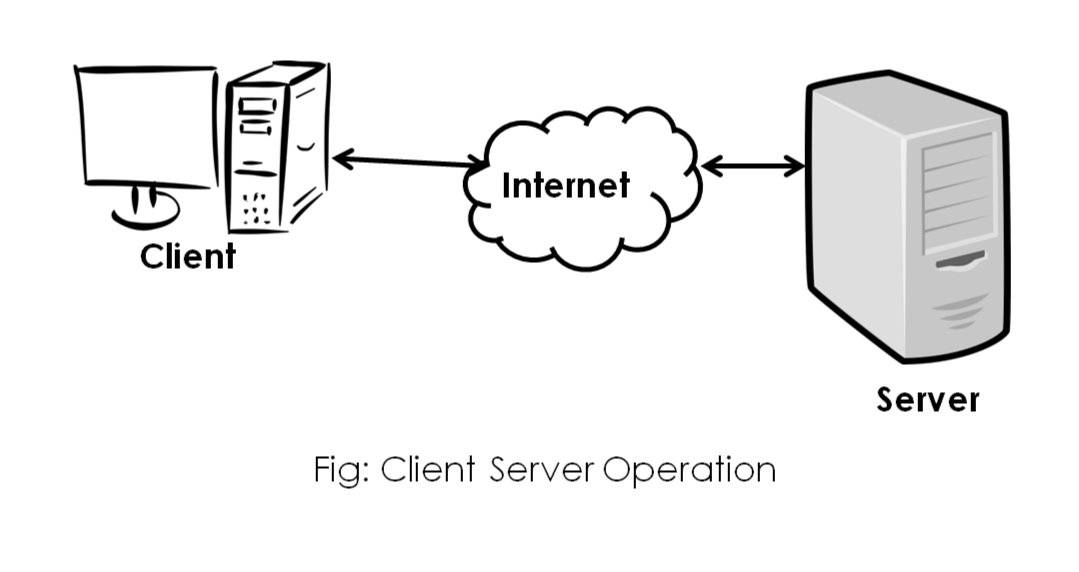 Internet
Client
Server
Fig: Client Server Operation